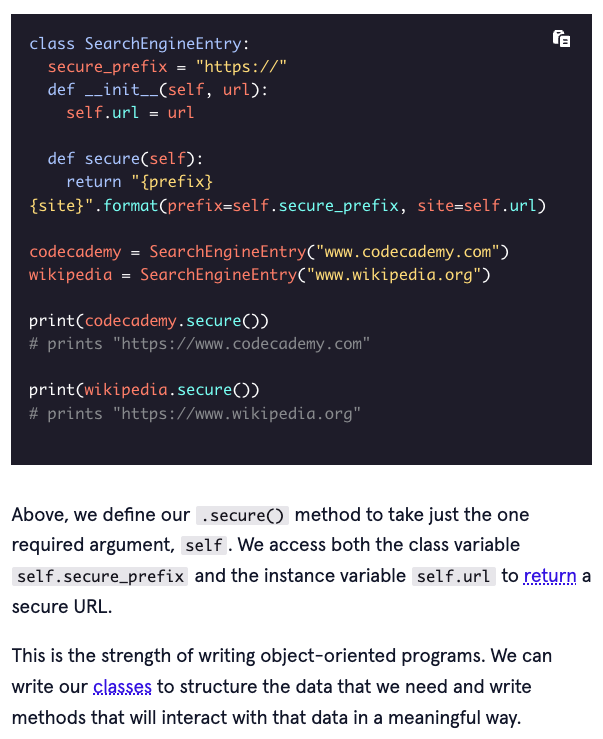 class SearchEngineEntry:
  secure_prefix = "https://"
  def __init__(self, url):
    self.url = url

  def secure(self):
    return "{prefix}
{site}".format(prefix=self.secure_prefix, site=self.url)

codecademy = SearchEngineEntry("www.codecademy.com")
wikipedia = SearchEngineEntry("www.wikipedia.org")

print(codecademy.secure())
# prints "https://www.codecademy.com"

print(wikipedia.secure())
# prints "https://www.wikipedia.org"

Above, we define our .secure() method to take just the one
required argument, self. We access both the class variable
self.secure_prefix and the instance variable self.url to return a
secure URL.

This is the strength of writing object-oriented programs. We can
write our classes to structure the data that we need and write
methods that will interact with that data in a meaningful way.